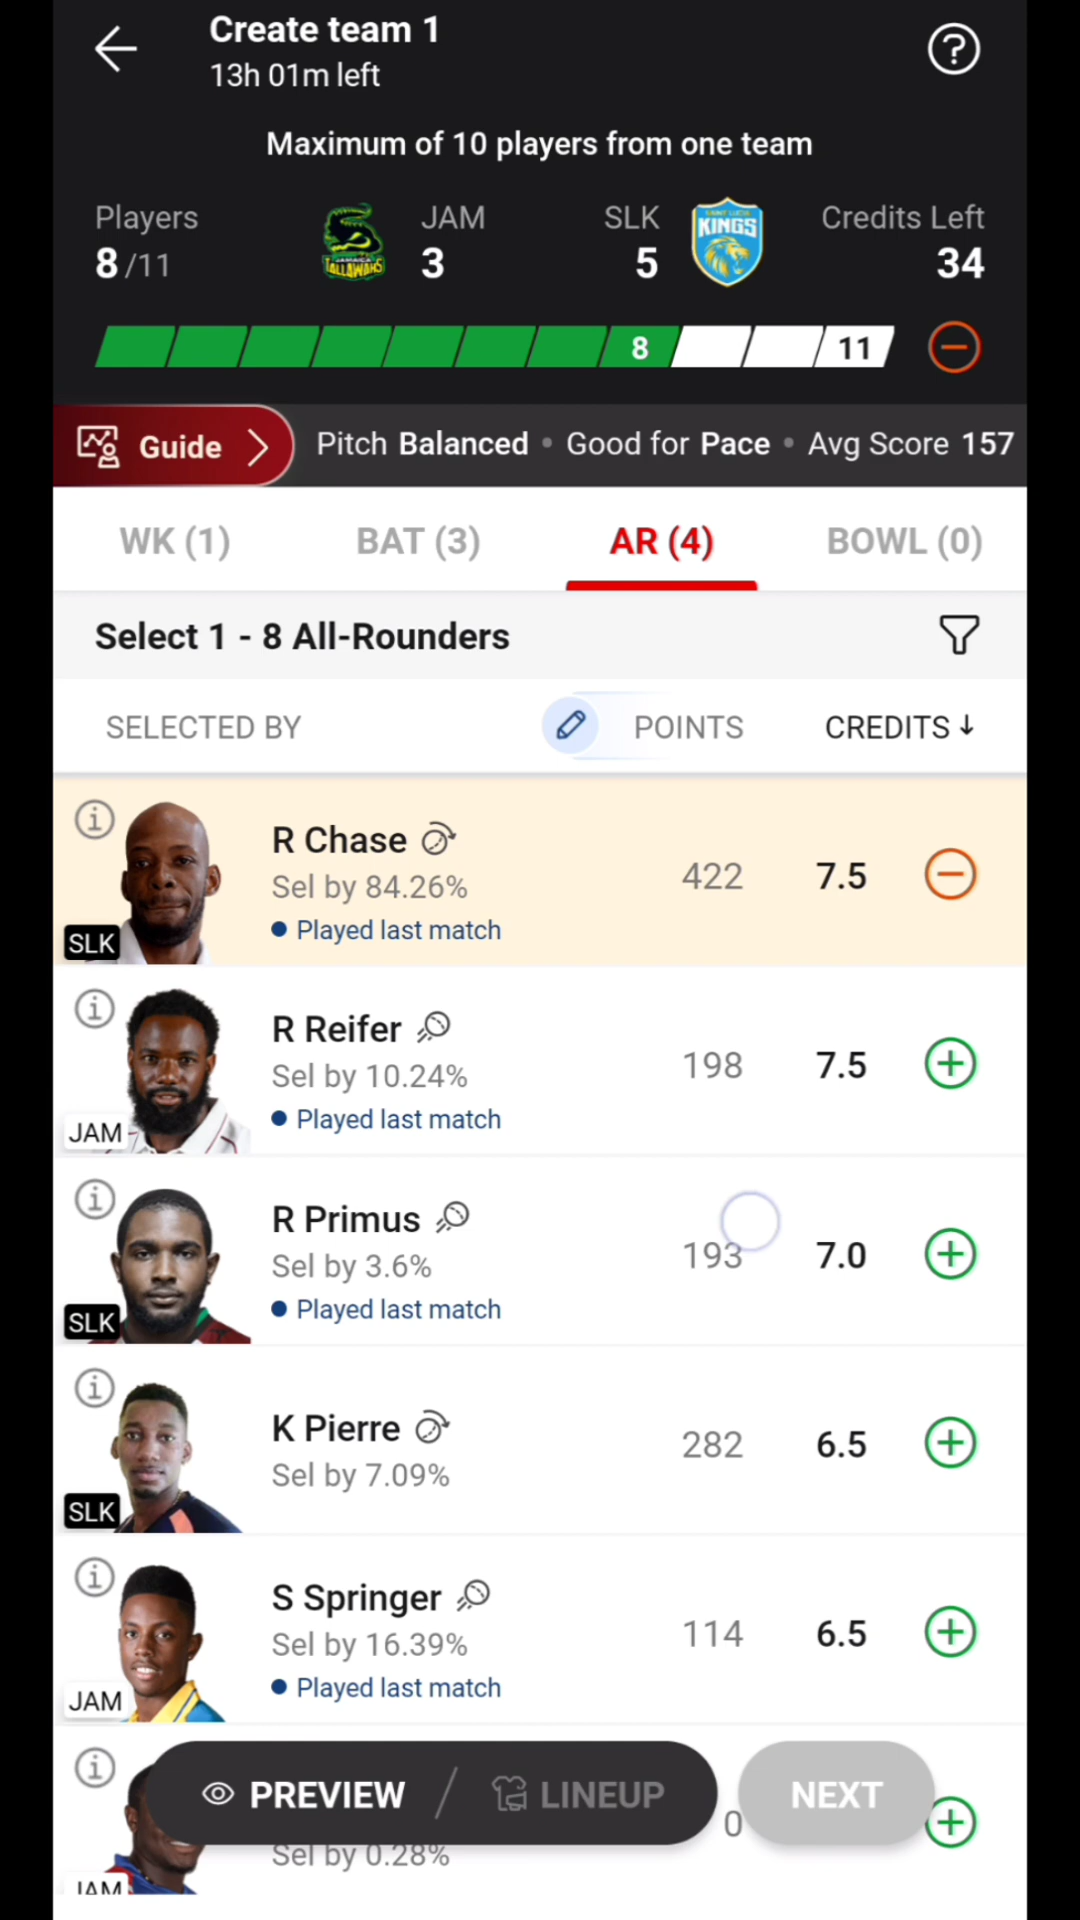 Create team 1
13h 01m left
Maximum of 10 players from one team
Players
8/11
JAMAICA
TALLAWAHS
JAM
3
SLK
5
SAINT LUCIA
KINGS
Credits Left
34
8
11
Guide
Pitch Balanced • Good for Pace • Avg Score 157
WK (1)
BAT (3)
AR (4)
BOWL (0)
Select 1 - 8 All-Rounders
SELECTED BY
POINTS
CREDITS ↓
R Chase
Sel by 84.26%
Played last match
SLK
422
7.5
R Reifer
Sel by 10.24%
Played last match
JAM
198
7.5
R Primus
Sel by 3.6%
Played last match
SLK
193
7.0
K Pierre
Sel by 7.09%
SLK
282
6.5
S Springer
Sel by 16.39%
Played last match
JAM
114
6.5
PREVIEW / LINEUP
NEXT
0
Sel by 0.28%
JAM